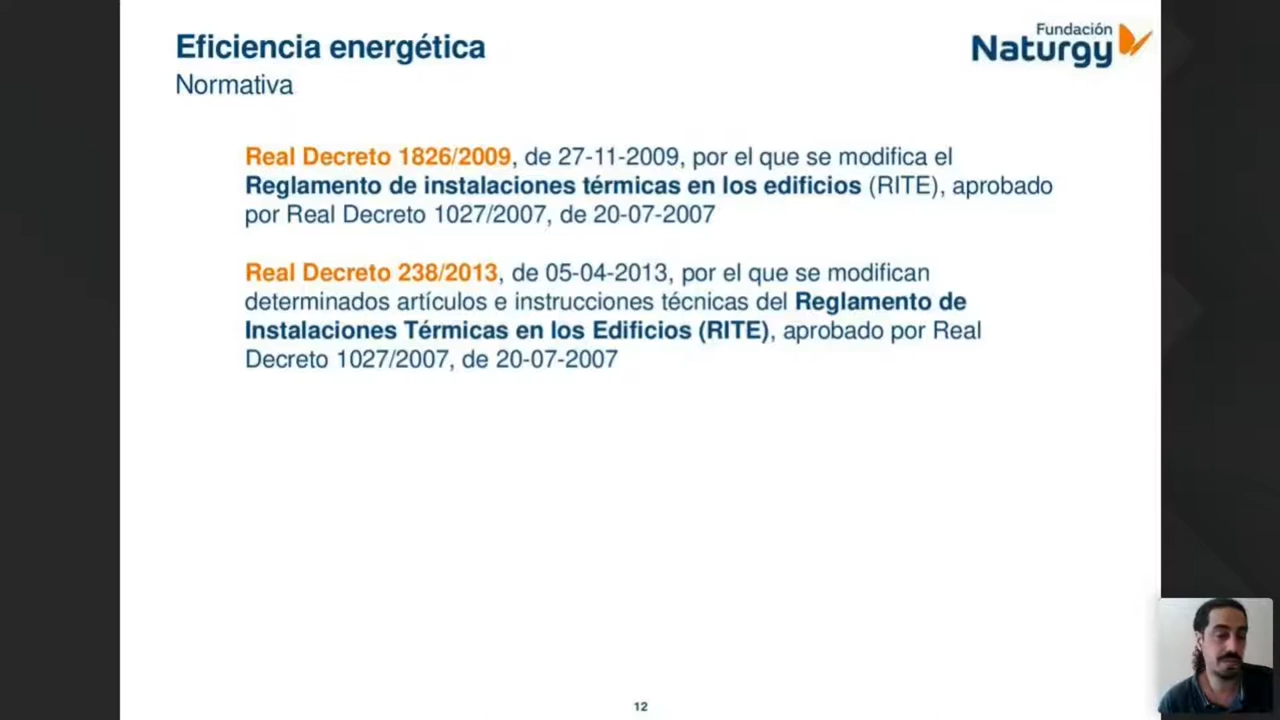 Eficiencia energética
Normativa
Fundación
Naturgy
Real Decreto 1826/2009, de 27-11-2009, por el que se modifica el
Reglamento de instalaciones térmicas en los edificios (RITE), aprobado
por Real Decreto 1027/2007, de 20-07-2007
Real Decreto 238/2013, de 05-04-2013, por el que se modifican
determinados artículos e instrucciones técnicas del Reglamento de
Instalaciones Térmicas en los Edificios (RITE), aprobado por Real
Decreto 1027/2007, de 20-07-2007
12